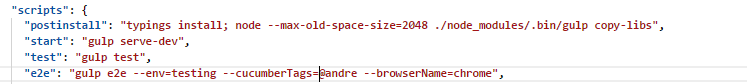 "scripts": {
"postinstall": "typings install; node --max-old-space-size=2048 ./node_modules/.bin/gulp copy-libs",
"start": "gulp serve-dev",
"test": "gulp test",
"e2e": "gulp e2e --env=testing --cucumberTags=@andre --browserName=chrome",